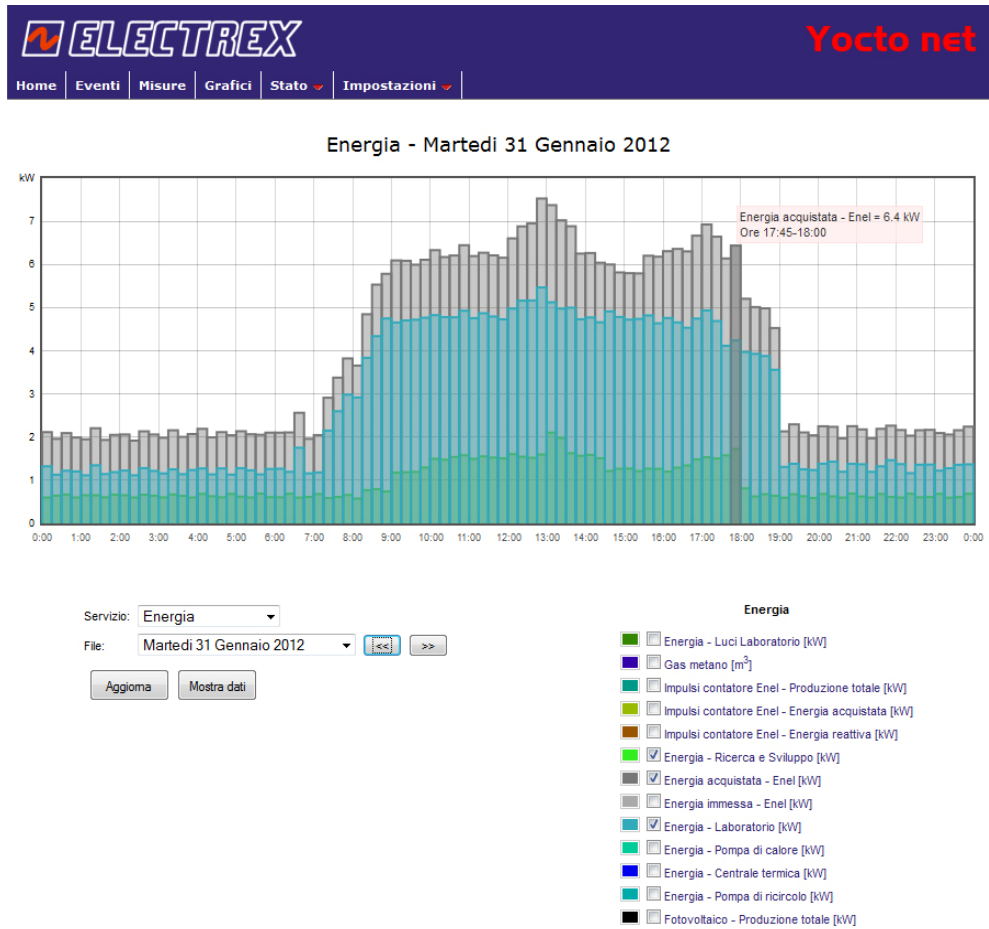 ELECTREX
Yocto net
Home Eventi Misure Grafici Stato Impostazioni
Energia - Martedi 31 Gennaio 2012
kW
7
Energia acquistata - Enel = 6.4 kW
Ore 17:45-18:00
6
5
4
3
2
1
0
0:00 1:00 2:00 3:00 4:00 5:00 6:00 7:00 8:00 9:00 10:00 11:00 12:00 13:00 14:00 15:00 16:00 17:00 18:00 19:00 20:00 21:00 22:00 23:00 0:00
Servizio: Energia
File: Martedi 31 Gennaio 2012 << >>
Aggiorna Mostra dati
Energia
Energia - Luci Laboratorio [kW]
Gas metano [m³]
Impulsi contatore Enel - Produzione totale [kW]
Impulsi contatore Enel - Energia acquistata [kW]
Impulsi contatore Enel - Energia reattiva [kW]
Energia - Ricerca e Sviluppo [kW]
Energia acquistata - Enel [kW]
Energia immessa - Enel [kW]
Energia - Laboratorio [kW]
Energia - Pompa di calore [kW]
Energia - Centrale termica [kW]
Energia - Pompa di ricircolo [kW]
Fotovoltaico - Produzione totale [kW]